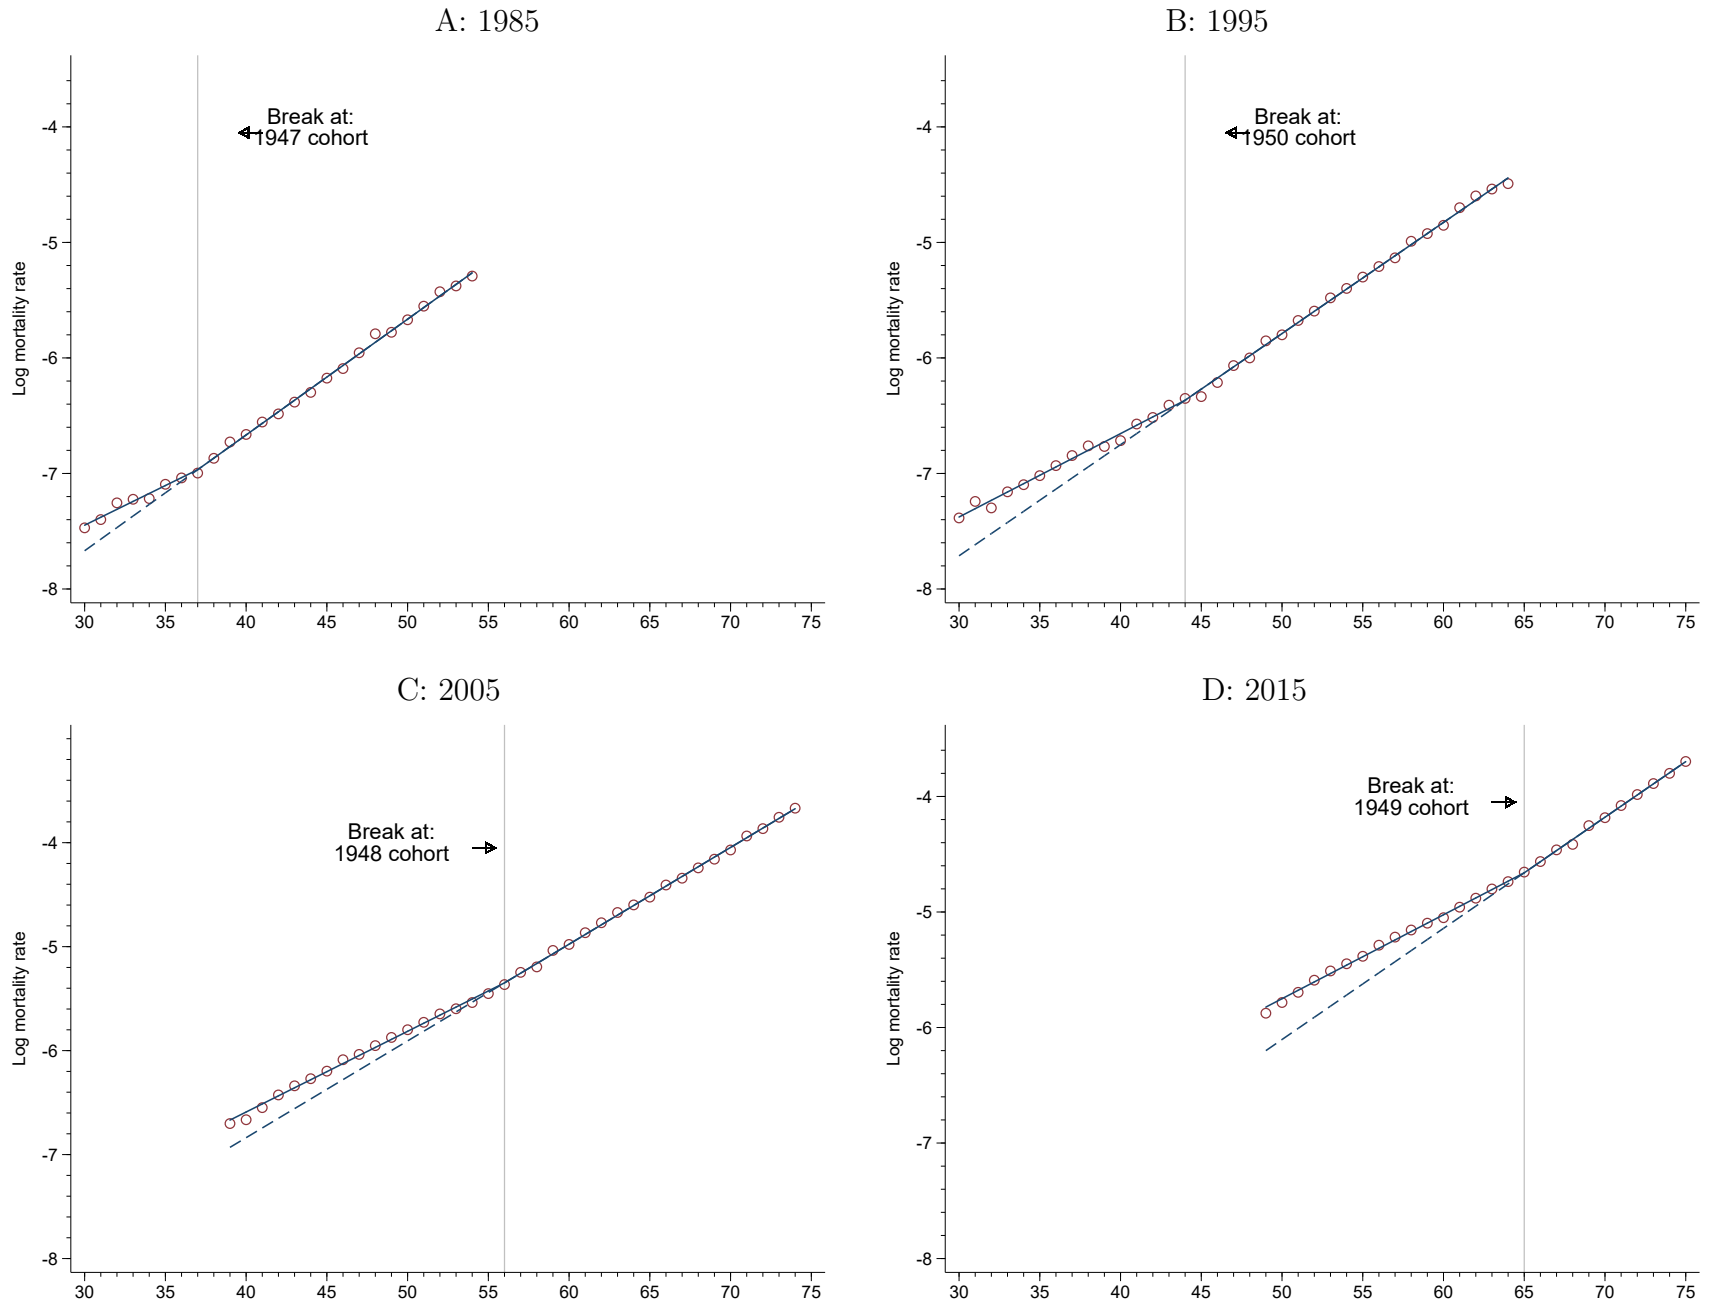 A: 1985
Break at:
1947 cohort
Log mortality rate
-4
-5
-6
-7
-8
30 35 40 45 50 55 60 65 70 75
B: 1995
Break at:
1950 cohort
Log mortality rate
-4
-5
-6
-7
-8
30 35 40 45 50 55 60 65 70 75
C: 2005
Break at:
1948 cohort
Log mortality rate
-4
-5
-6
-7
-8
30 35 40 45 50 55 60 65 70 75
D: 2015
Break at:
1949 cohort
Log mortality rate
-4
-5
-6
-7
-8
30 35 40 45 50 55 60 65 70 75